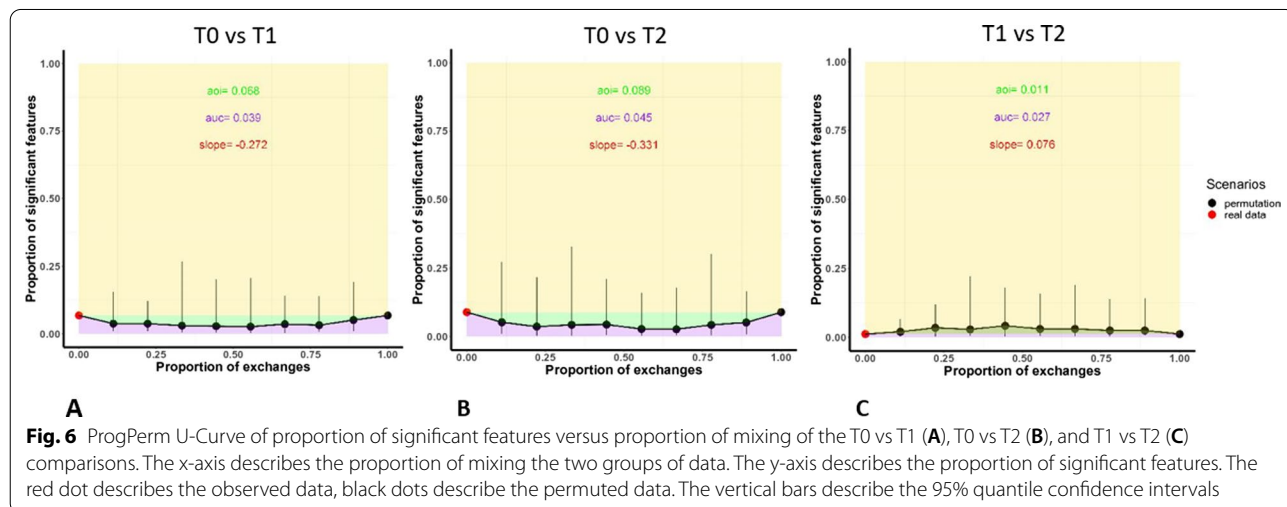 T0 vs T1
Proportion of significant features
1.00
0.75
0.50
0.25
0.00
aoi= 0.068
auc= 0.039
slope= -0.272
0.00 0.25 0.50 0.75 1.00
Proportion of exchanges
A
T0 vs T2
Proportion of significant features
1.00
0.75
0.50
0.25
0.00
aoi= 0.089
auc= 0.045
slope= -0.331
0.00 0.25 0.50 0.75 1.00
Proportion of exchanges
B
T1 vs T2
Proportion of significant features
1.00
0.75
0.50
0.25
0.00
aoi= 0.011
auc= 0.027
slope= 0.076
0.00 0.25 0.50 0.75 1.00
Proportion of exchanges
C
Scenarios
permutation
real data
Fig. 6 ProgPerm U-Curve of proportion of significant features versus proportion of mixing of the T0 vs T1 (A), T0 vs T2 (B), and T1 vs T2 (C)
comparisons. The x-axis describes the proportion of mixing the two groups of data. The y-axis describes the proportion of significant features. The
red dot describes the observed data, black dots describe the permuted data. The vertical bars describe the 95% quantile confidence intervals